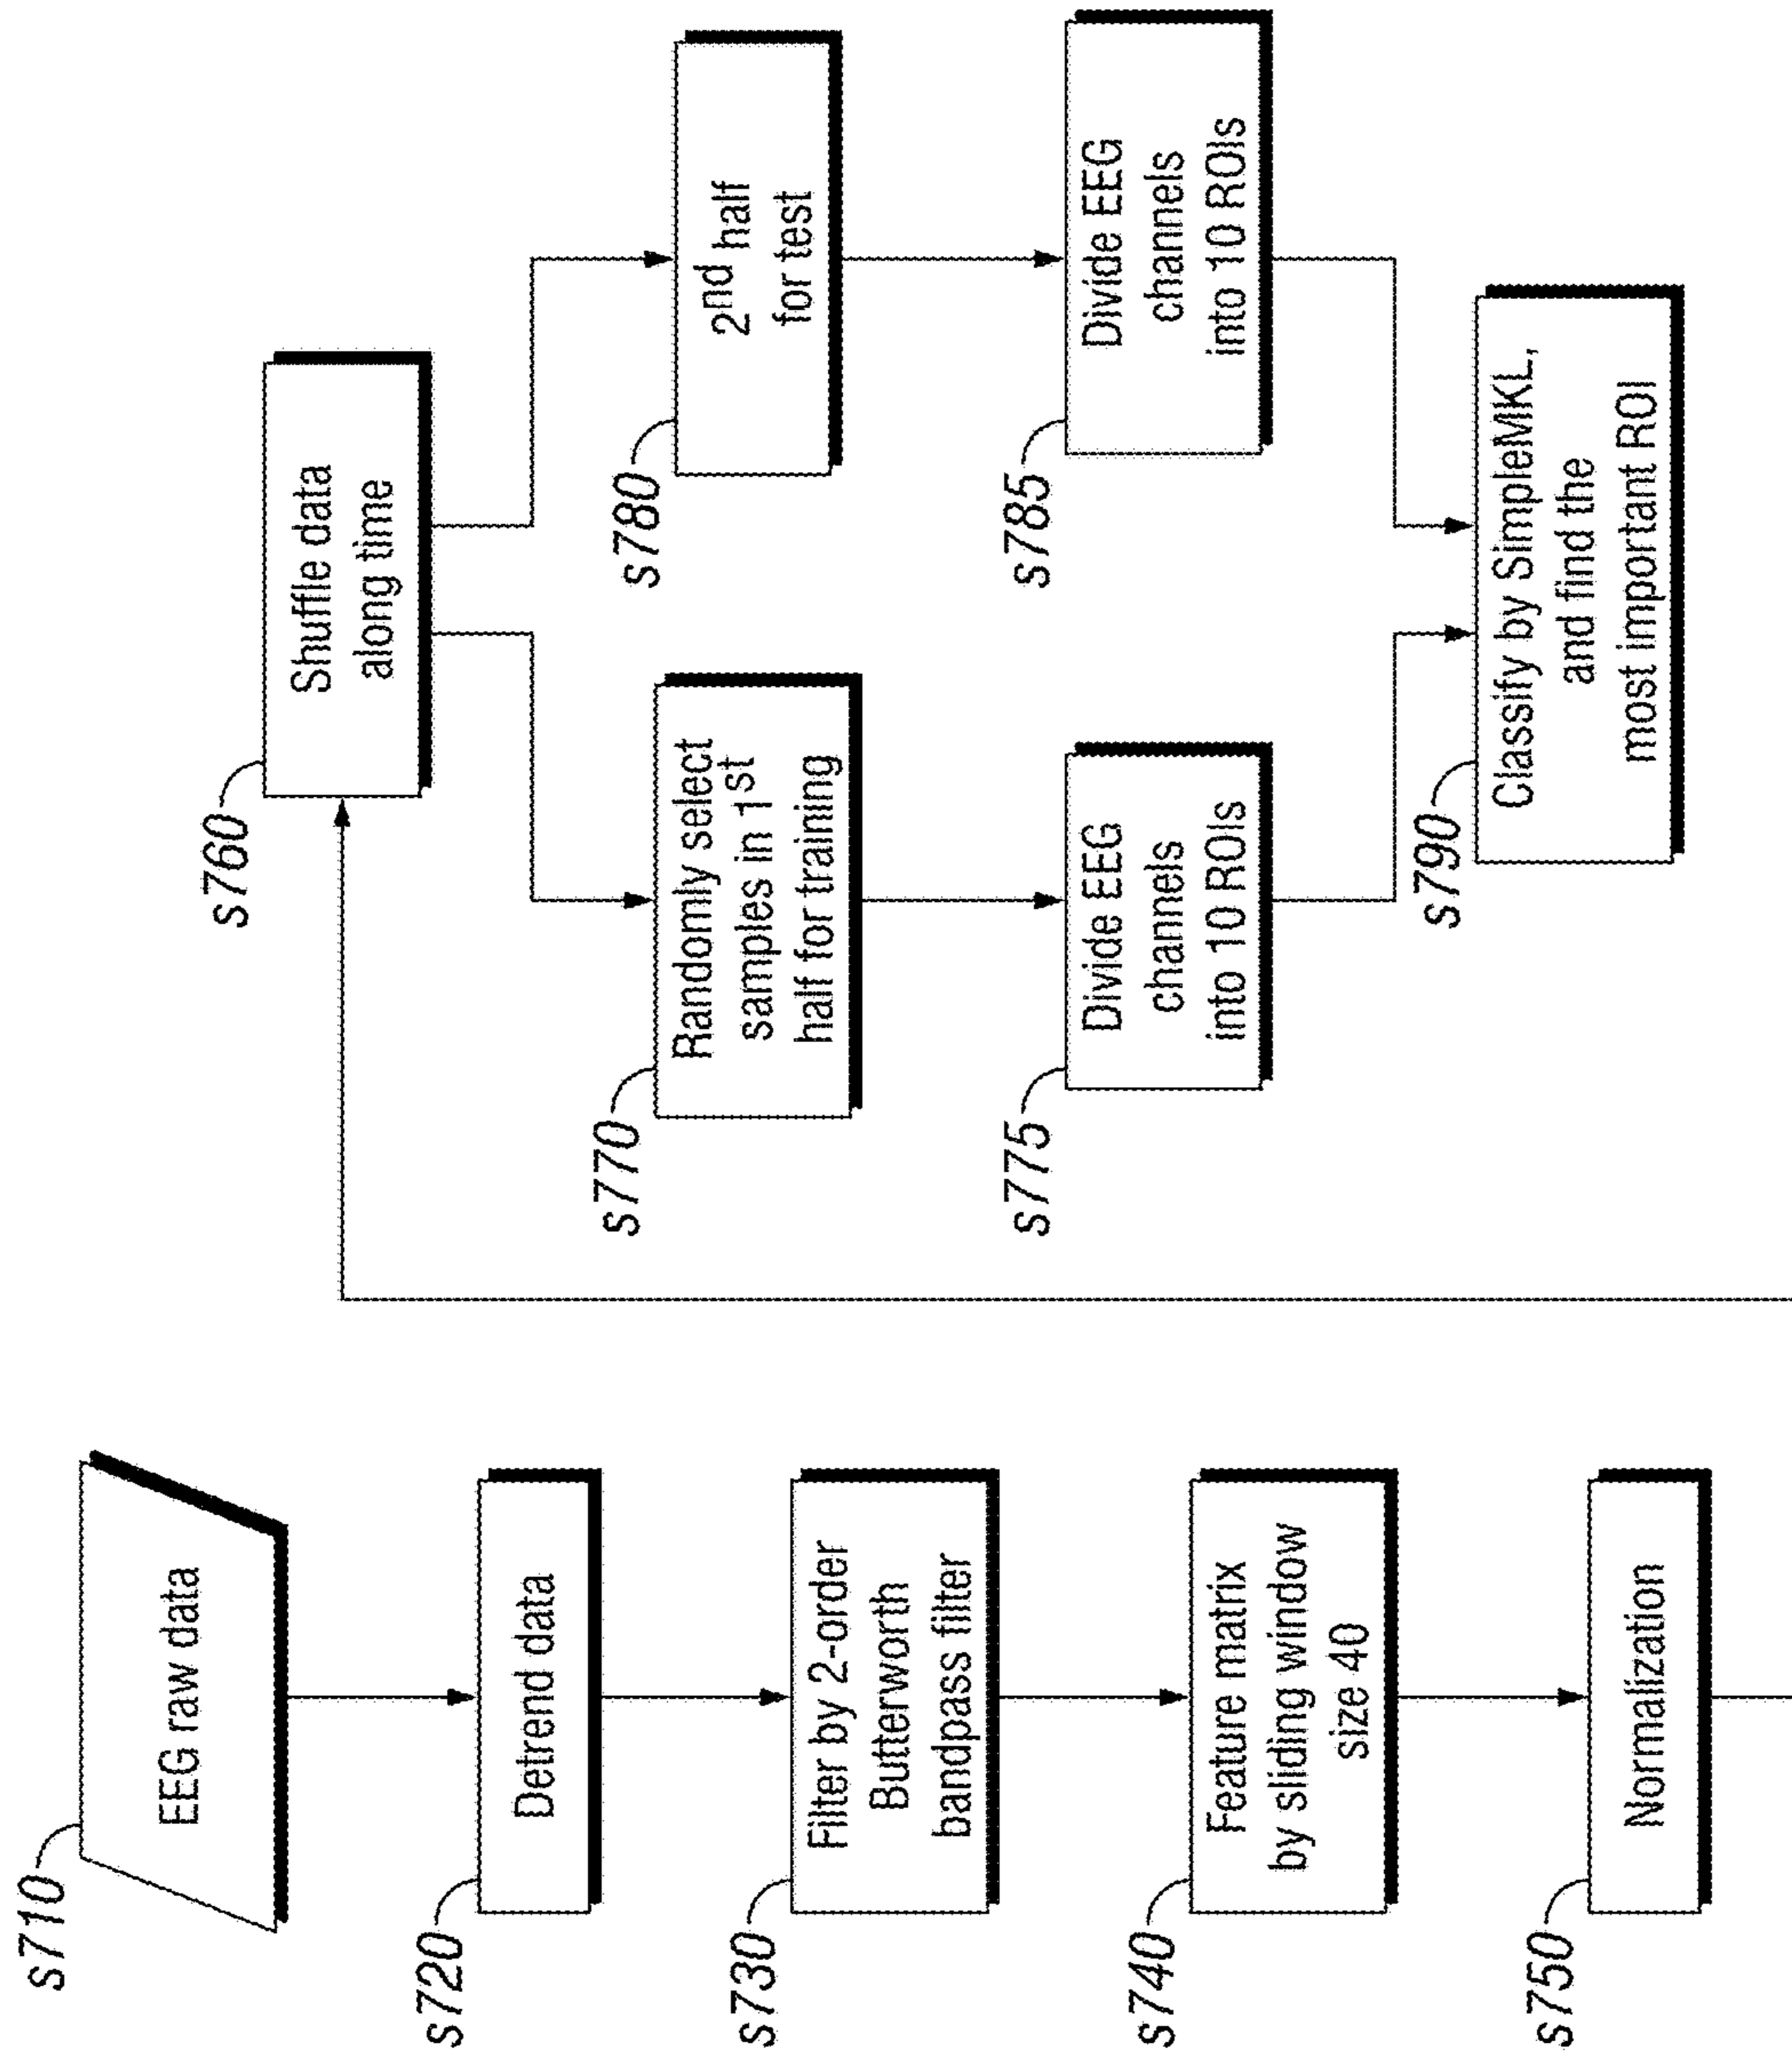 s710
EEG raw data
s720
Detrend data
s730
Filter by 2-order
Butterworth
bandpass filter
s740
Feature matrix
by sliding window
size 40
s750
Normalization
s760
Shuffle data
along time
s770
Randomly select
samples in 1st
half for training
s780
2nd half
for test
s775
Divide EEG
channels
into 10 ROIs
s785
Divide EEG
channels
into 10 ROIs
s790
Classify by SimpleMKL,
and find the
most important ROI